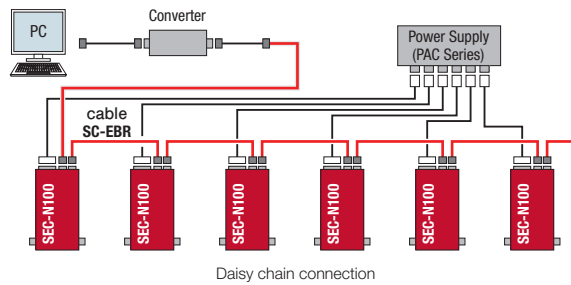 PC
Converter
Power Supply
(PAC Series)
cable
SC-EBR
SEC-N100
SEC-N100
SEC-N100
SEC-N100
SEC-N100
SEC-N100
Daisy chain connection